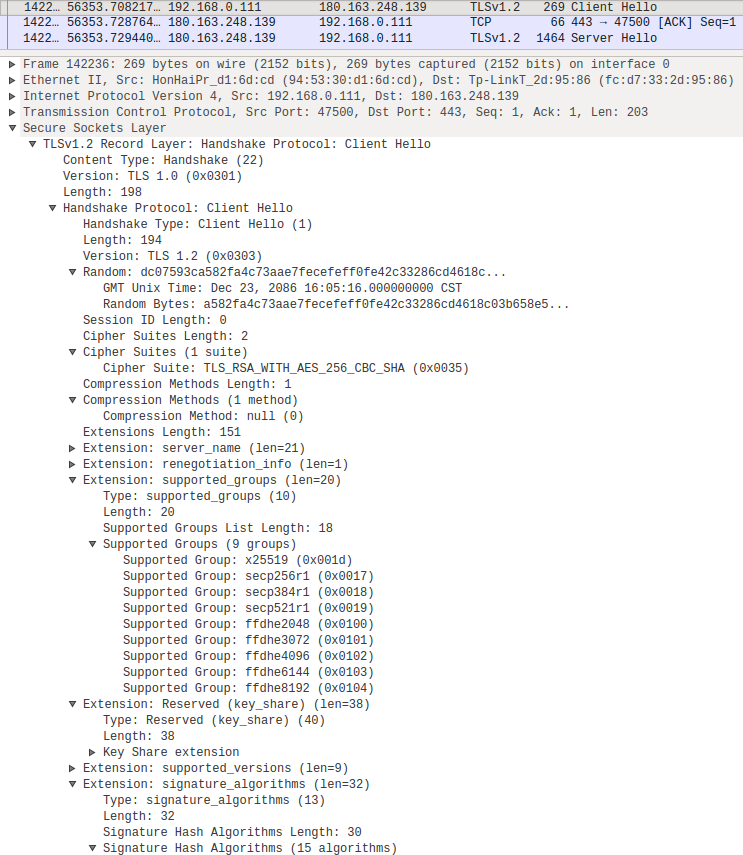 1422… 56353.708217… 192.168.0.111 180.163.248.139 TLSv1.2 269 Client Hello
1422… 56353.728764… 180.163.248.139 192.168.0.111 TCP 66 443 → 47500 [ACK] Seq=1
1422… 56353.729440… 180.163.248.139 192.168.0.111 TLSv1.2 1464 Server Hello
Frame 142236: 269 bytes on wire (2152 bits), 269 bytes captured (2152 bits) on interface 0
Ethernet II, Src: HonHaiPr_d1:6d:cd (94:53:30:d1:6d:cd), Dst: Tp-LinkT_2d:95:86 (fc:d7:33:2d:95:86)
Internet Protocol Version 4, Src: 192.168.0.111, Dst: 180.163.248.139
Transmission Control Protocol, Src Port: 47500, Dst Port: 443, Seq: 1, Ack: 1, Len: 203
Secure Sockets Layer
TLSv1.2 Record Layer: Handshake Protocol: Client Hello
Content Type: Handshake (22)
Version: TLS 1.0 (0x0301)
Length: 198
Handshake Protocol: Client Hello
Handshake Type: Client Hello (1)
Length: 194
Version: TLS 1.2 (0x0303)
Random: dc07593ca582fa4c73aae7fecefeff0fe42c33286cd4618c...
GMT Unix Time: Dec 23, 2086 16:05:16.000000000 CST
Random Bytes: a582fa4c73aae7fecefeff0fe42c33286cd4618c03b658e5...
Session ID Length: 0
Cipher Suites Length: 2
Cipher Suites (1 suite)
Cipher Suite: TLS_RSA_WITH_AES_256_CBC_SHA (0x0035)
Compression Methods Length: 1
Compression Methods (1 method)
Compression Method: null (0)
Extensions Length: 151
Extension: server_name (len=21)
Extension: renegotiation_info (len=1)
Extension: supported_groups (len=20)
Type: supported_groups (10)
Length: 20
Supported Groups List Length: 18
Supported Groups (9 groups)
Supported Group: x25519 (0x001d)
Supported Group: secp256r1 (0x0017)
Supported Group: secp384r1 (0x0018)
Supported Group: secp521r1 (0x0019)
Supported Group: ffdhe2048 (0x0100)
Supported Group: ffdhe3072 (0x0101)
Supported Group: ffdhe4096 (0x0102)
Supported Group: ffdhe6144 (0x0103)
Supported Group: ffdhe8192 (0x0104)
Extension: Reserved (key_share) (len=38)
Type: Reserved (key_share) (40)
Length: 38
Key Share extension
Extension: supported_versions (len=9)
Extension: signature_algorithms (len=32)
Type: signature_algorithms (13)
Length: 32
Signature Hash Algorithms Length: 30
Signature Hash Algorithms (15 algorithms)